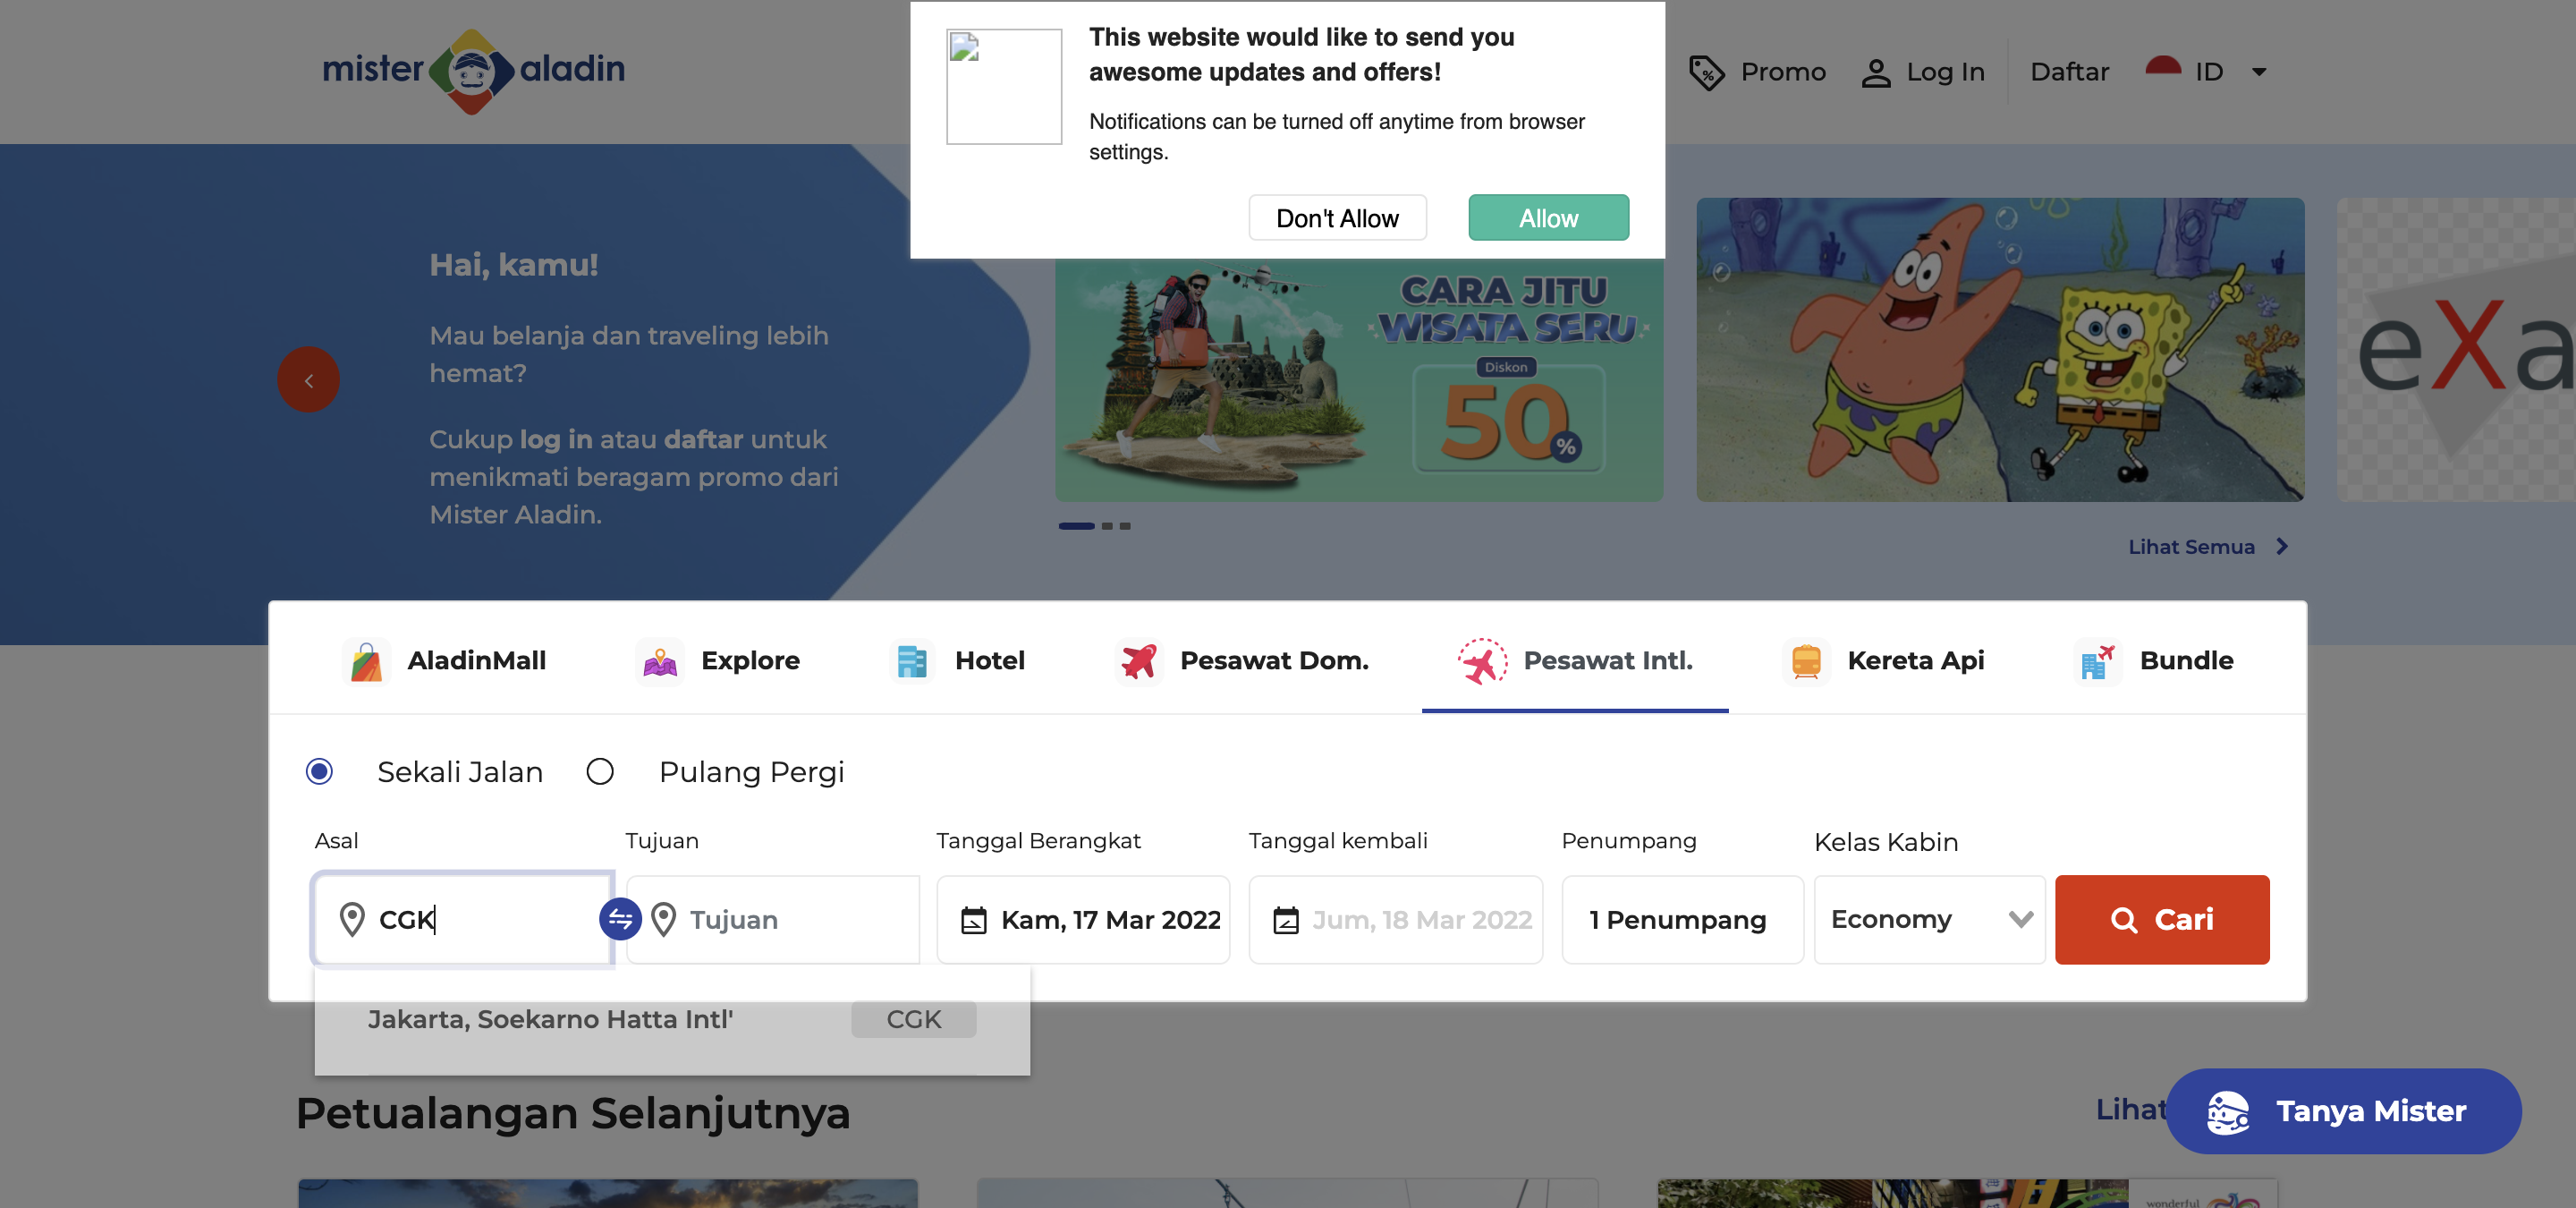 mister aladin
This website would like to send you
awesome updates and offers!
Notifications can be turned off anytime from browser
settings.
Don't Allow
Allow
Promo
Log In
Daftar
ID
Hai, kamu!
Mau belanja dan traveling lebih
hemat?
Cukup log in atau daftar untuk
menikmati beragam promo dari
Mister Aladin.
CARA JITU
WISATA SERU
Diskon
50%
eXa
Lihat Semua
AladinMall
Explore
Hotel
Pesawat Dom.
Pesawat Intl.
Kereta Api
Bundle
Sekali Jalan
Pulang Pergi
Asal
Tujuan
Tanggal Berangkat
Tanggal kembali
Penumpang
Kelas Kabin
CGK
Tujuan
Kam, 17 Mar 2022
Jum, 18 Mar 2022
1 Penumpang
Economy
Cari
Jakarta, Soekarno Hatta Intl'
CGK
Petualangan Selanjutnya
Lihat
Tanya Mister
wonderful